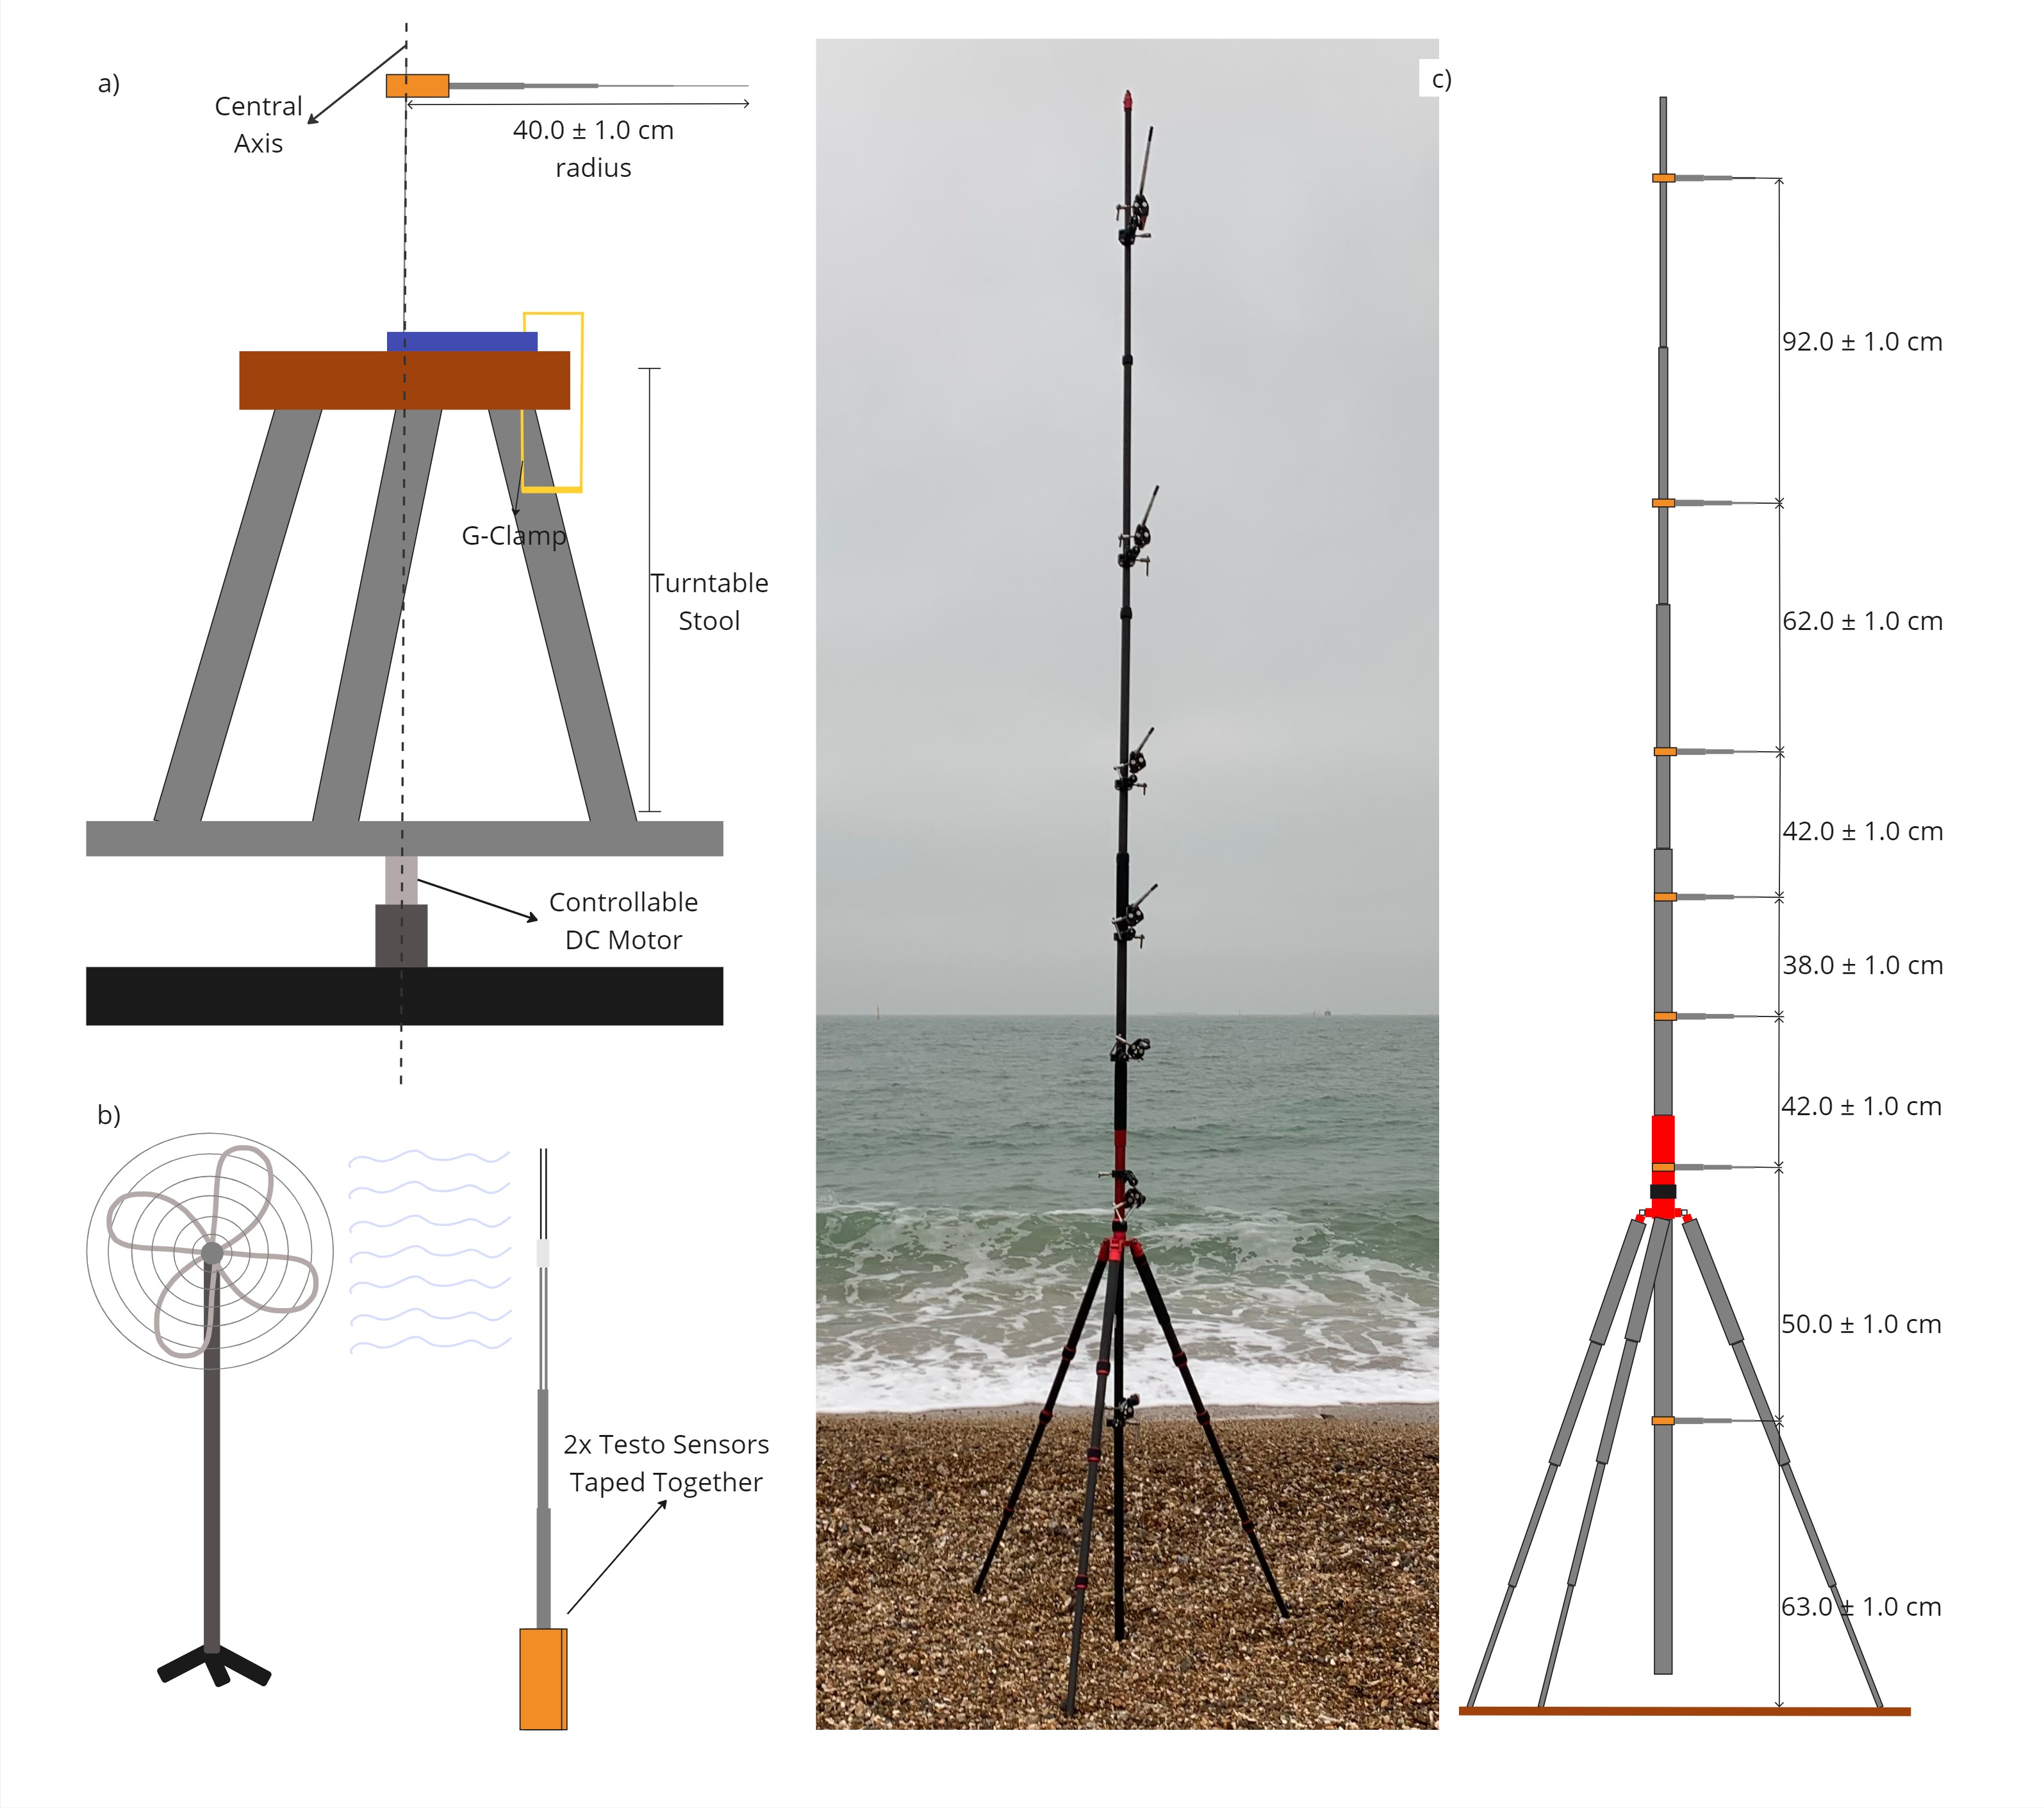 a)
Central
Axis
40.0 ± 1.0 cm
radius
G-Clamp
Turntable
Stool
Controllable
DC Motor
b)
2x Testo Sensors
Taped Together
c)
92.0 ± 1.0 cm
62.0 ± 1.0 cm
42.0 ± 1.0 cm
38.0 ± 1.0 cm
42.0 ± 1.0 cm
50.0 ± 1.0 cm
63.0 ± 1.0 cm